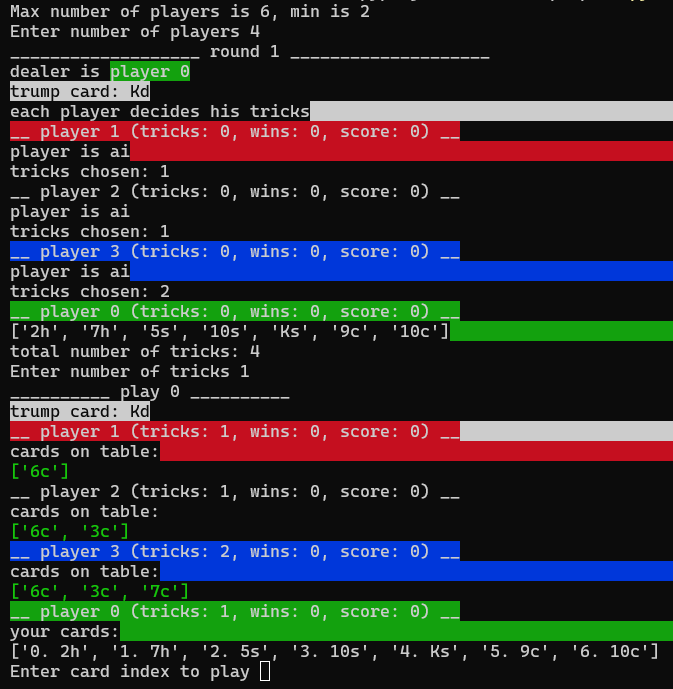 Max number of players is 6, min is 2
Enter number of players 4
___________________ round 1 ____________________
dealer is player 0
trump card: Kd
each player decides his tricks
__ player 1 (tricks: 0, wins: 0, score: 0) __
player is ai
tricks chosen: 1
__ player 2 (tricks: 0, wins: 0, score: 0) __
player is ai
tricks chosen: 1
__ player 3 (tricks: 0, wins: 0, score: 0) __
player is ai
tricks chosen: 2
__ player 0 (tricks: 0, wins: 0, score: 0) __
['2h', '7h', '5s', '10s', 'Ks', '9c', '10c']
total number of tricks: 4
Enter number of tricks 1
__________ play 0 __________
trump card: Kd
__ player 1 (tricks: 1, wins: 0, score: 0) __
cards on table:
['6c']
__ player 2 (tricks: 1, wins: 0, score: 0) __
cards on table:
['6c', '3c']
__ player 3 (tricks: 2, wins: 0, score: 0) __
cards on table:
['6c', '3c', '7c']
__ player 0 (tricks: 1, wins: 0, score: 0) __
your cards:
['0. 2h', '1. 7h', '2. 5s', '3. 10s', '4. Ks', '5. 9c', '6. 10c']
Enter card index to play